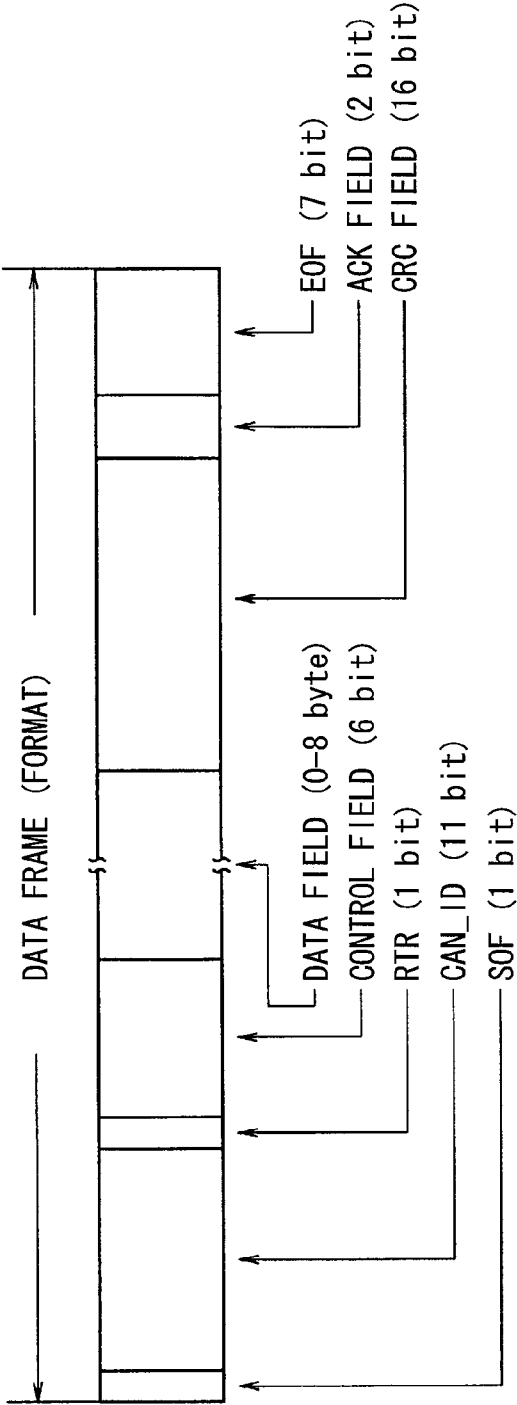 DATA FRAME (FORMAT)
EOF (7 bit)
ACK FIELD (2 bit)
CRC FIELD (16 bit)
DATA FIELD (0-8 byte)
CONTROL FIELD (6 bit)
RTR (1 bit)
CAN_ID (11 bit)
SOF (1 bit)